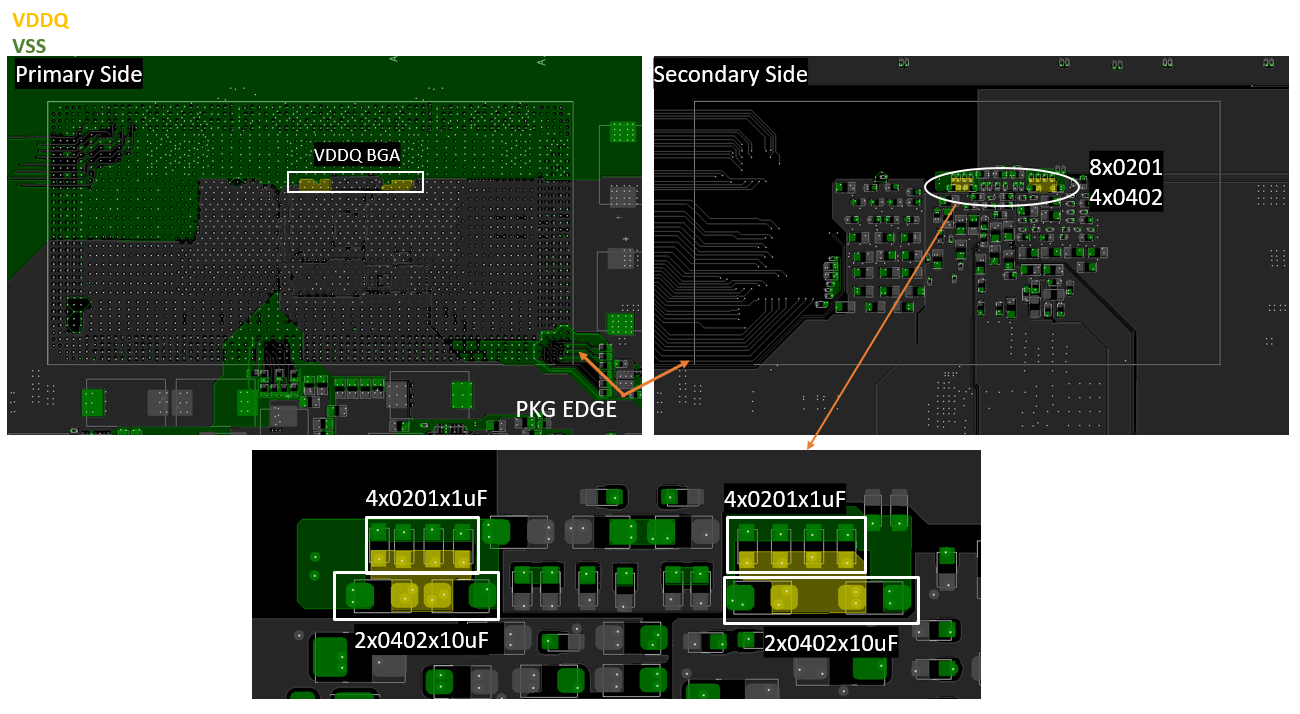 VDDQ
VSS
Primary Side
Secondary Side
A
A
VDDQ BGA
8x0201
4x0402
PKG EDGE
4x0201x1uF
4x0201x1uF
2x0402x10uF
2x0402x10uF